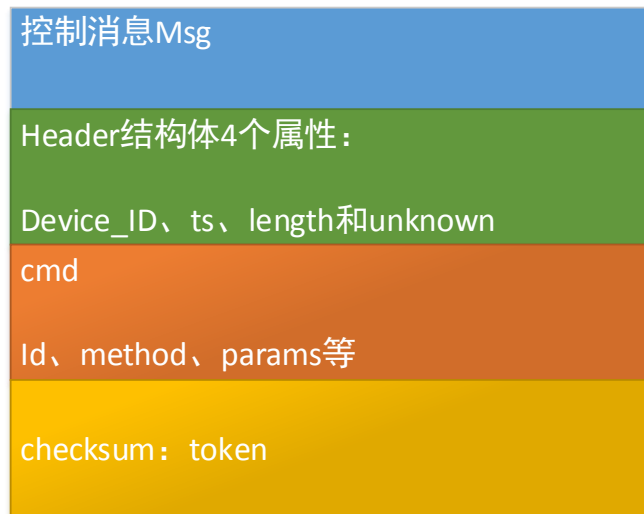 控制消息Msg
Header结构体4个属性：
Device_ID、ts、length和unknown
cmd
Id、method、params等
checksum：token